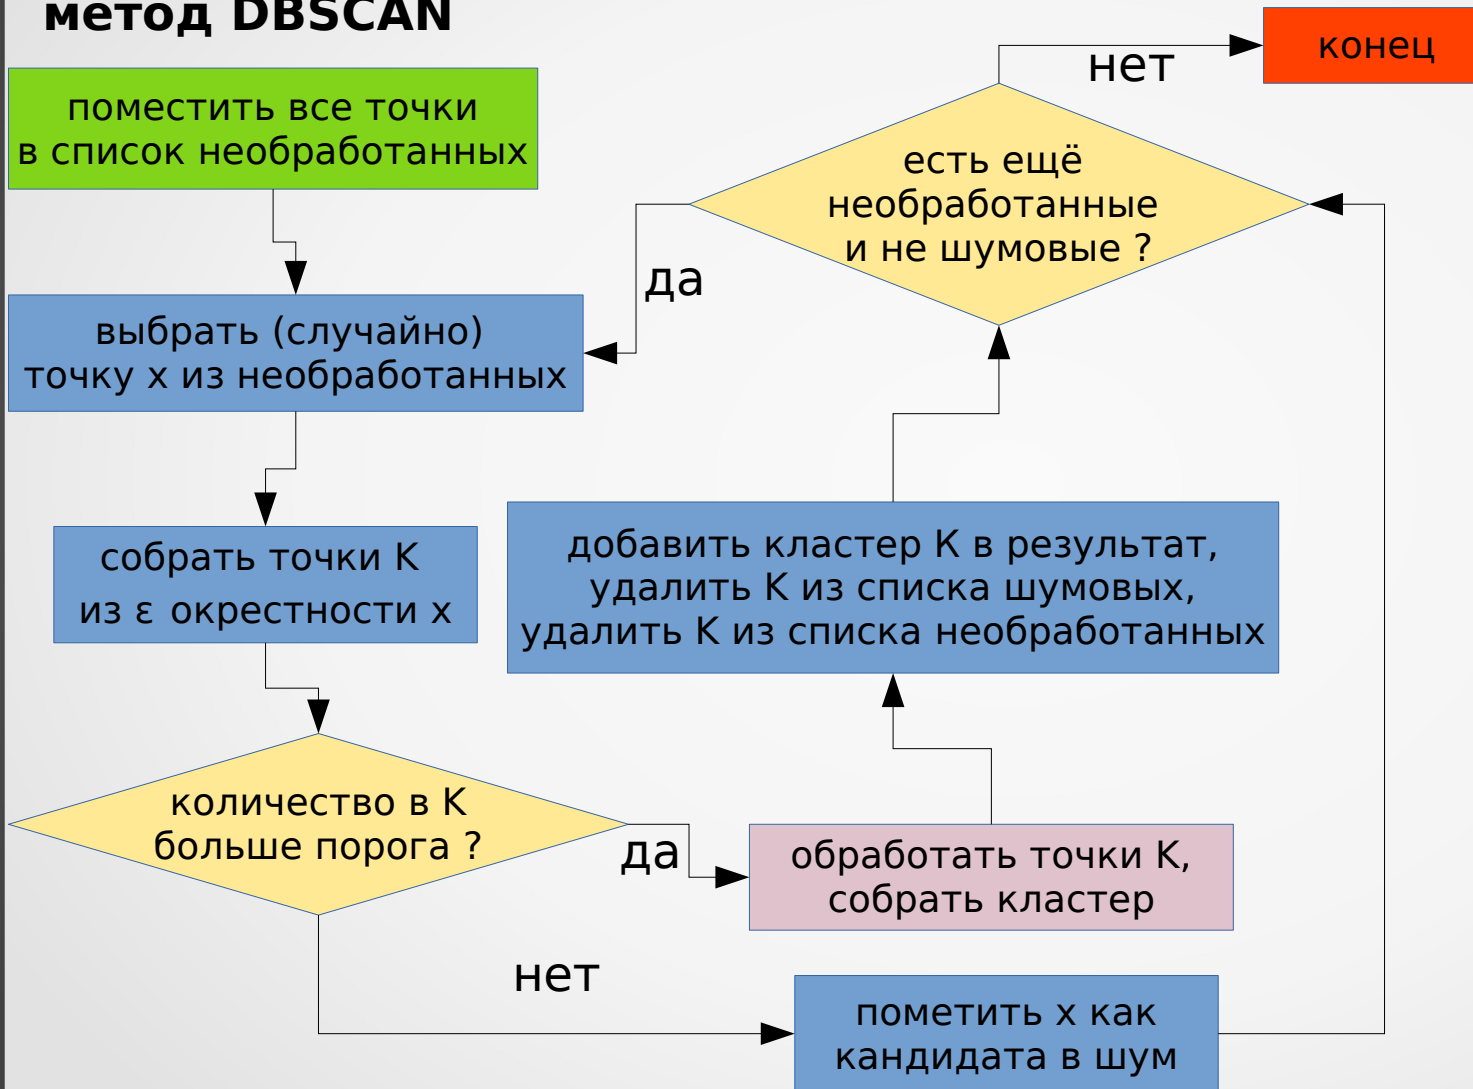 метод DBSCAN
поместить все точки
в список необработанных
выбрать (случайно)
точку x из необработанных
собрать точки K
из ε окрестности x
количество в K
больше порога ?
да
нет
обработать точки K,
собрать кластер
пометить x как
кандидата в шум
добавить кластер K в результат,
удалить K из списка шумовых,
удалить K из списка необработанных
есть ещё
необработанные
и не шумовые ?
да
нет
конец